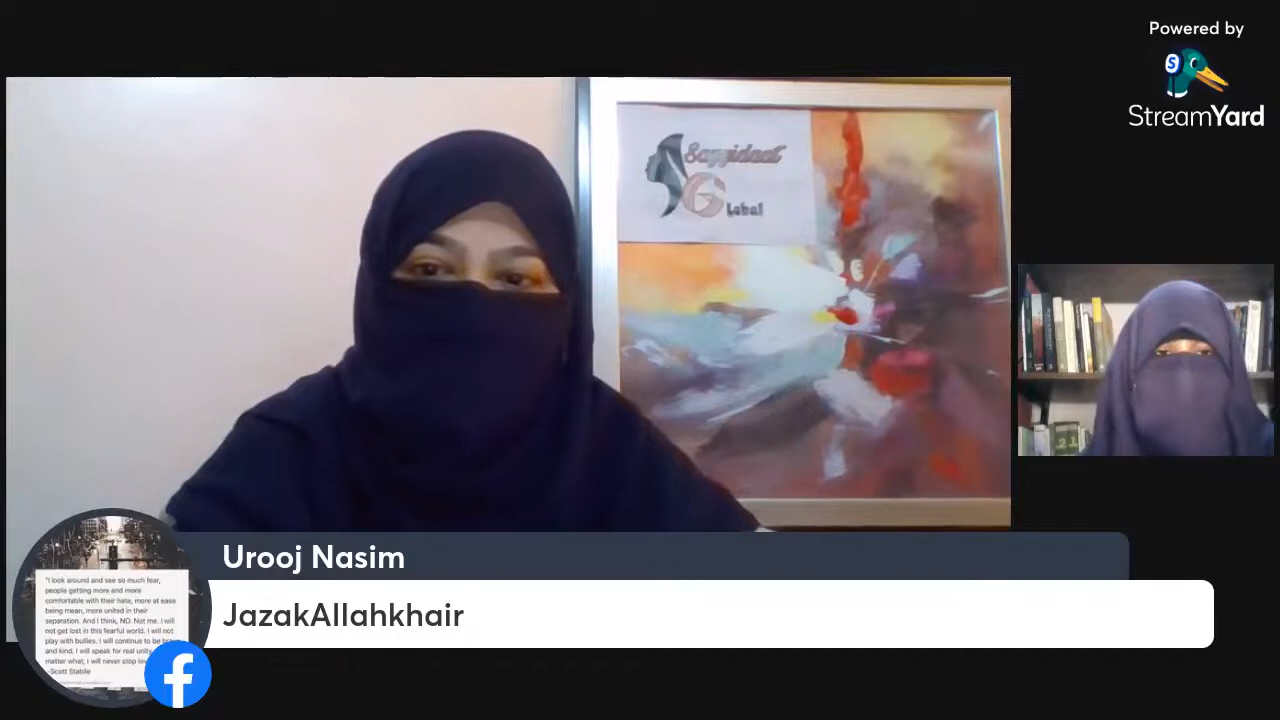 Powered by
StreamYard
Sayyidaat
Global
Urooj Nasim
JazakAllahkhair
"I look around and see so much fear,
people getting more and more
comfortable with their hate, more at ease
being mean, more united in their
separation. And I think, NO. Not me. I will
not get lost in this fearful world. I will not
play with bullies. I will continue to be
and kind. I will speak for real unity.
matter what, I will never stop
-Scott Stabile
21